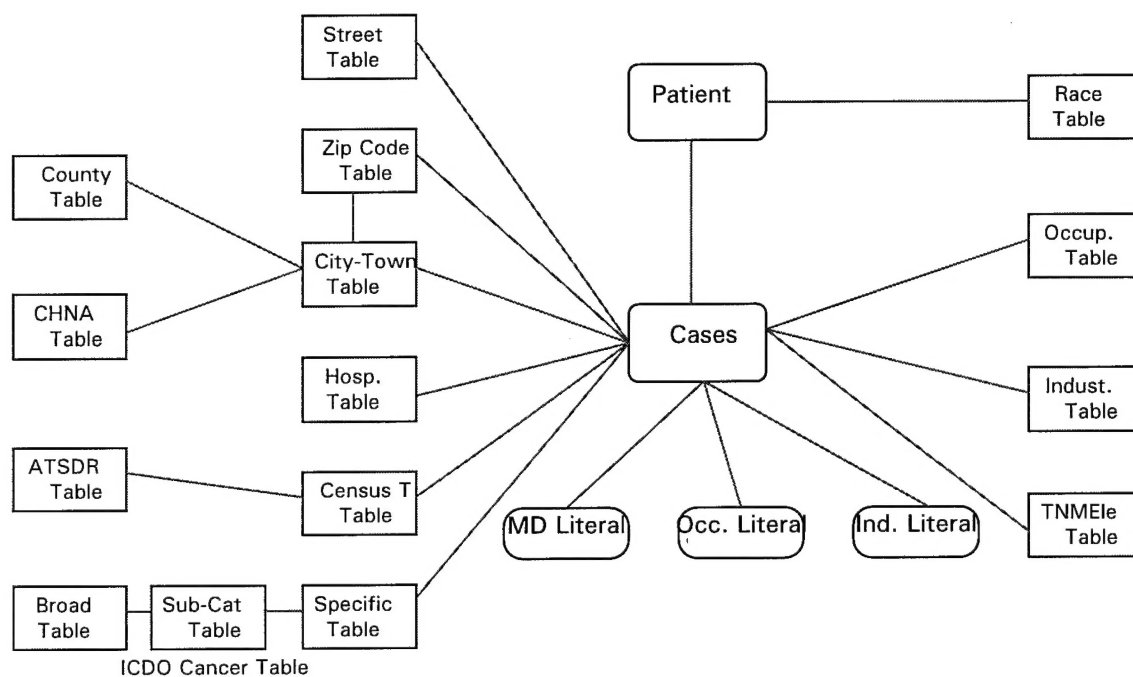 Street
Table
Patient
Race
Table
Zip Code
Table
County
Table
Occup.
Table
City-Town
Table
CHNA
Table
Cases
Hosp.
Table
Indust.
Table
ATSDR
Table
Census T
Table
MD Literal
Occ. Literal
Ind. Literal
TNMEle
Table
Broad
Table
Sub-Cat
Table
Specific
Table
ICDO Cancer Table